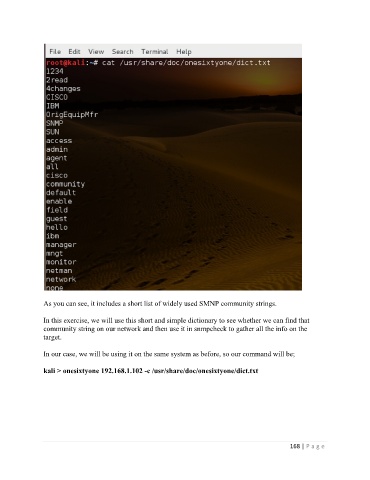 File Edit View Search Terminal Help
root@kali:~# cat /usr/share/doc/onesixtyone/dict.txt
1234
2read
4changes
CISCO
IBM
OrigEquipMfr
SNMP
SUN
access
admin
agent
all
cisco
community
default
enable
field
guest
hello
ibm
manager
mngt
monitor
netman
network
none
As you can see, it includes a short list of widely used SMNP community strings.
In this exercise, we will use this short and simple dictionary to see whether we can find that
community string on our network and then use it in snmpcheck to gather all the info on the
target.
In our case, we will be using it on the same system as before, so our command will be;
kali > onesixtyone 192.168.1.102 -c /usr/share/doc/onesixtyone/dict.txt
168 | P a g e